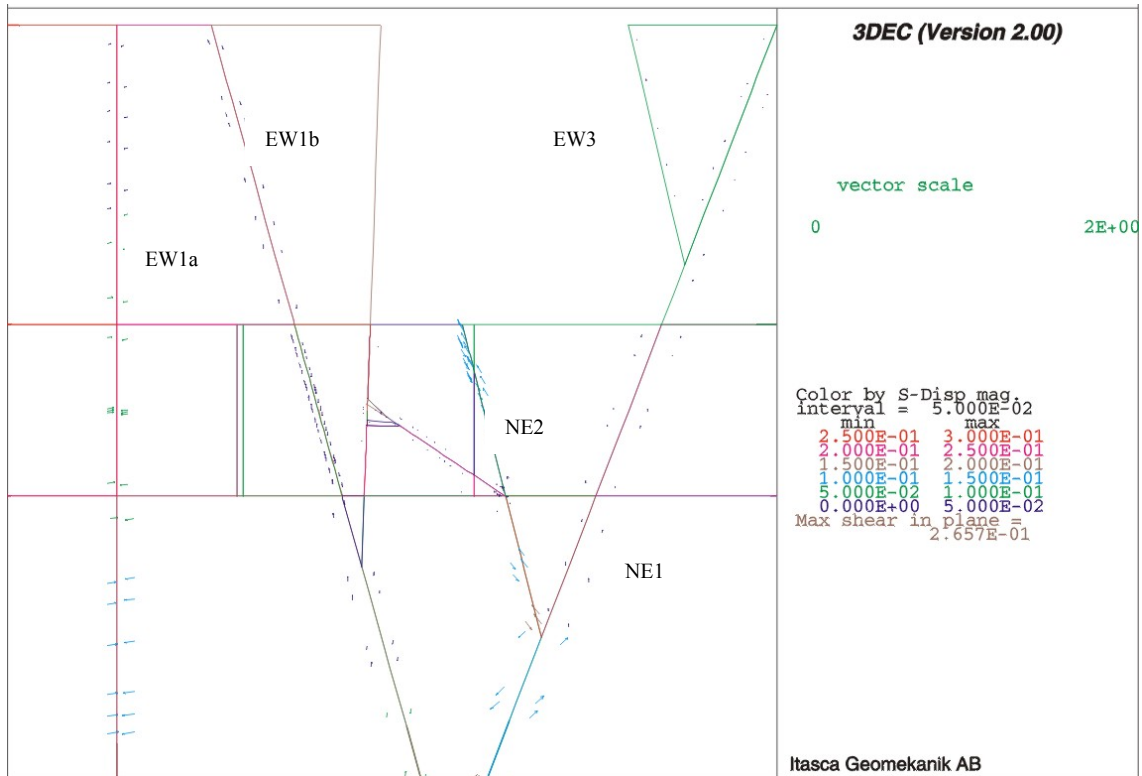 3DEC (Version 2.00)
EW1b
EW3
vector scale
0 2E+00
EW1a
Color by S-Disp mag.
interval = 5.000E-02
min max
2.500E-01 3.000E-01
2.000E-01 2.500E-01
1.500E-01 2.000E-01
1.000E-01 1.500E-01
5.000E-02 1.000E-01
0.000E+00 5.000E-02
Max shear in plane =
2.657E-01
NE2
NE1
Itasca Geomekanik AB